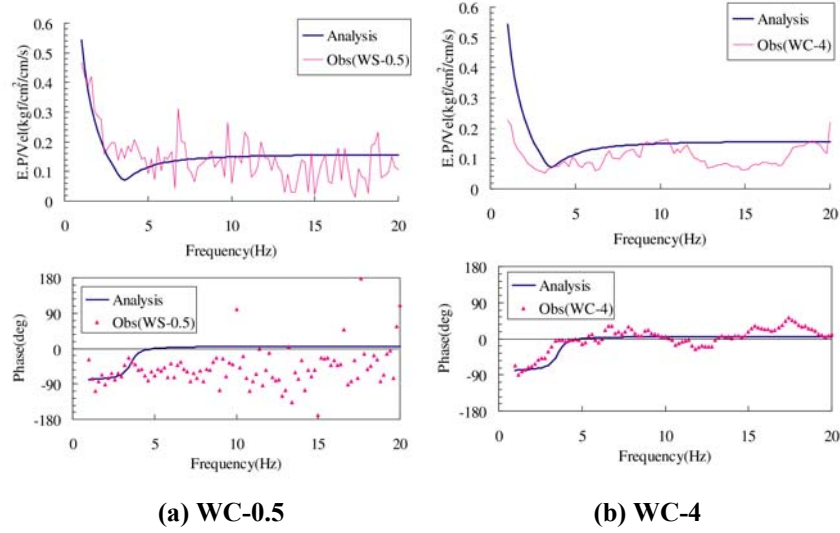 0.6
0.5
0.4
0.3
0.2
0.1
0
E.P/Vel(kgf/cm²/cm/s)
Analysis
Obs(WS-0.5)
0 5 10 15 20
Frequency(Hz)
0.6
0.5
0.4
0.3
0.2
0.1
0
E.P/Vel(kgf/cm²/cm/s)
Analysis
Obs(WC-4)
0 5 10 15 20
Frequency(Hz)
180
90
0
-90
-180
Phase(deg)
Analysis
Obs(WS-0.5)
0 5 10 15 20
Frequency(Hz)
180
90
0
-90
-180
Phase(deg)
Analysis
Obs(WC-4)
0 5 10 15 20
Frequency(Hz)
(a) WC-0.5
(b) WC-4